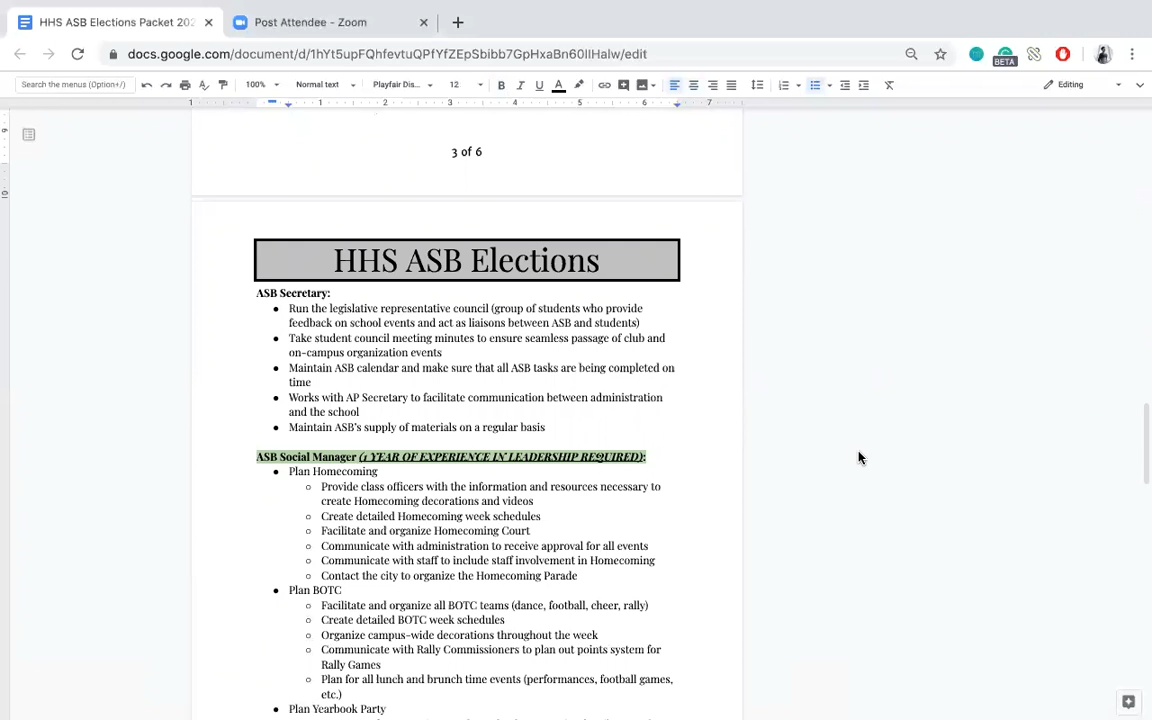 HHS ASB Elections Packet 202
Post Attendee - Zoom
docs.google.com/document/d/1hYt5upFQhfevtuQPfYfZEpSbibb7GpHxaBn60IIHalw/edit
BETA
Search the menus (Option+/)
100%
Normal text
Playfair Dis...
12
B I U A
Editing
1 1 2 3 4 5 6 7
3 of 6
HHS ASB Elections
ASB Secretary:
● Run the legislative representative council (group of students who provide
feedback on school events and act as liaisons between ASB and students)
● Take student council meeting minutes to ensure seamless passage of club and
on-campus organization events
● Maintain ASB calendar and make sure that all ASB tasks are being completed on
time
● Works with AP Secretary to facilitate communication between administration
and the school
● Maintain ASB's supply of materials on a regular basis
ASB Social Manager (1 YEAR OF EXPERIENCE IN LEADERSHIP REQUIRED):
● Plan Homecoming
○ Provide class officers with the information and resources necessary to
create Homecoming decorations and videos
○ Create detailed Homecoming week schedules
○ Facilitate and organize Homecoming Court
○ Communicate with administration to receive approval for all events
○ Communicate with staff to include staff involvement in Homecoming
○ Contact the city to organize the Homecoming Parade
● Plan BOTC
○ Facilitate and organize all BOTC teams (dance, football, cheer, rally)
○ Create detailed BOTC week schedules
○ Organize campus-wide decorations throughout the week
○ Communicate with Rally Commissioners to plan out points system for
Rally Games
○ Plan for all lunch and brunch time events (performances, football games,
etc.)
● Plan Yearbook Party